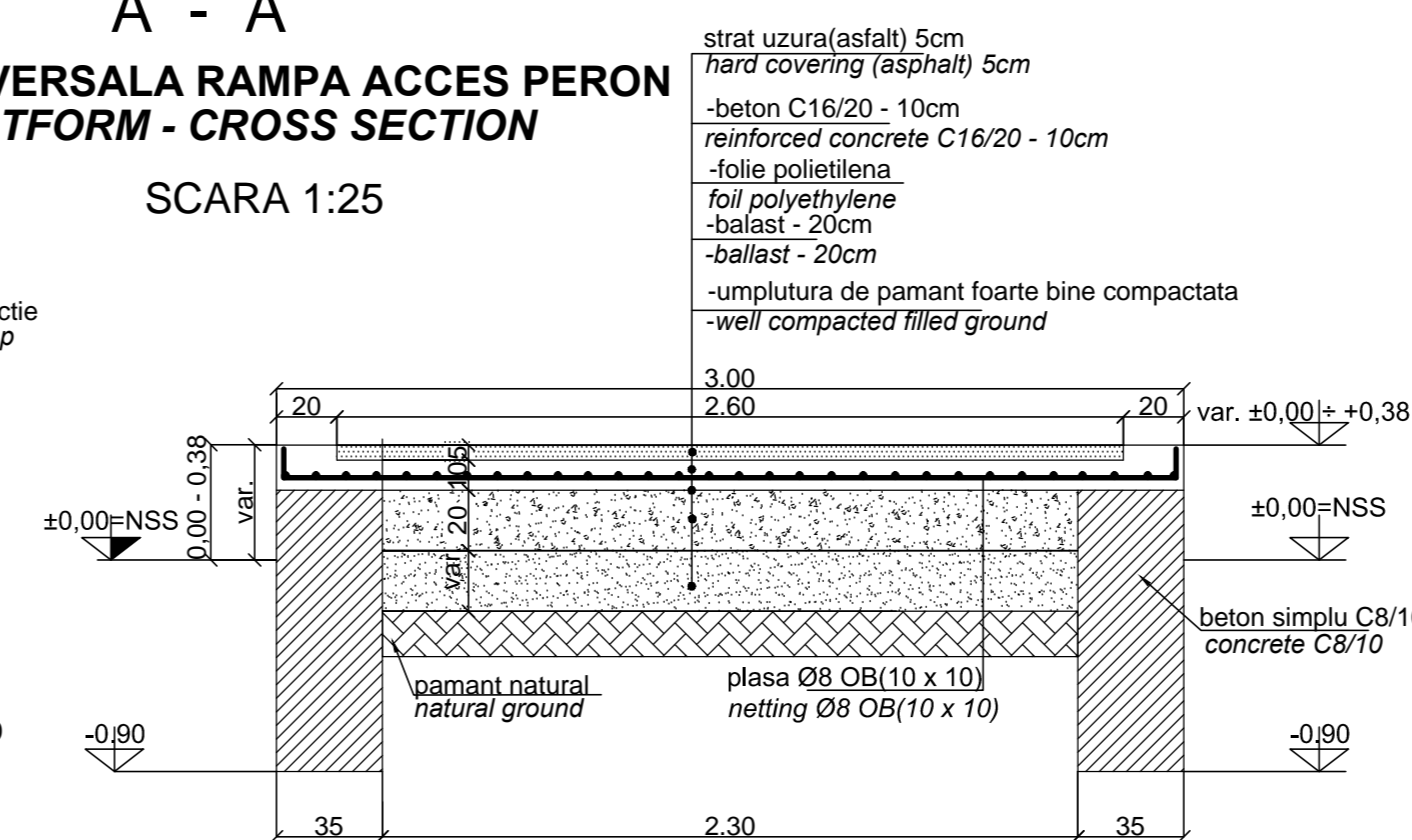 A - A
VERSALA RAMPA ACCES PERON
TFORM - CROSS SECTION
SCARA 1:25
strat uzura(asfalt) 5cm
hard covering (asphalt) 5cm
-beton C16/20 - 10cm
reinforced concrete C16/20 - 10cm
-folie polietilena
foil polyethylene
-balast - 20cm
-ballast - 20cm
-umplutura de pamant foarte bine compactata
-well compacted filled ground
ctie
p
3.00
20
2.60
20
var. ±0,00 ÷ +0,38
0,00 - 0,38
var.
5
10
20
var.
±0,00=NSS
±0,00=NSS
beton simplu C8/10
concrete C8/10
pamant natural
natural ground
plasa Ø8 OB(10 x 10)
netting Ø8 OB(10 x 10)
-0.90
-0.90
35
2.30
35